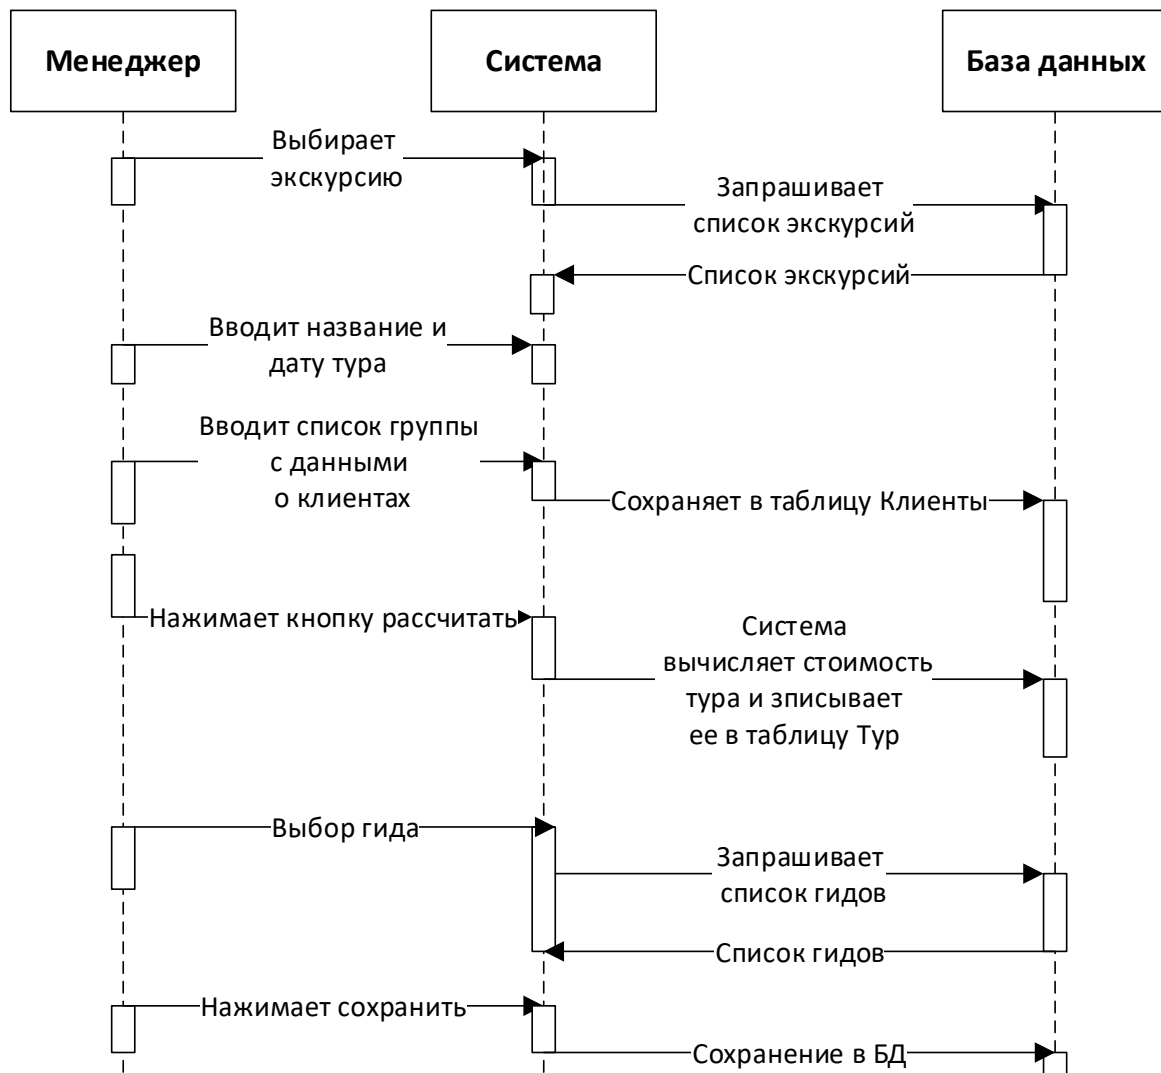 Менеджер
Система
База данных
Выбирает
экскурсию
Запрашивает
список экскурсий
Список экскурсий
Вводит название и
дату тура
Вводит список группы
с данными
о клиентах
Сохраняет в таблицу Клиенты
Нажимает кнопку рассчитать
Система
вычисляет стоимость
тура и зписывает
ее в таблицу Тур
Выбор гида
Запрашивает
список гидов
Список гидов
Нажимает сохранить
Сохранение в БД